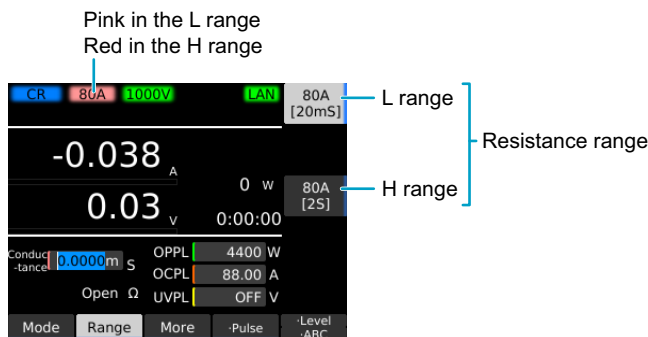 Pink in the L range
Red in the H range
CR 80A 1000V LAN 80A
[20mS]
L range
Resistance range
-0.038 A
0 W
80A
[2S]
H range
0.03 V 0:00:00
Conduc
-tance 0.0000m S
OPPL 4400 W
OCPL 88.00 A
Open Ω UVPL OFF V
Mode Range More ·Pulse ·Level
·ABC